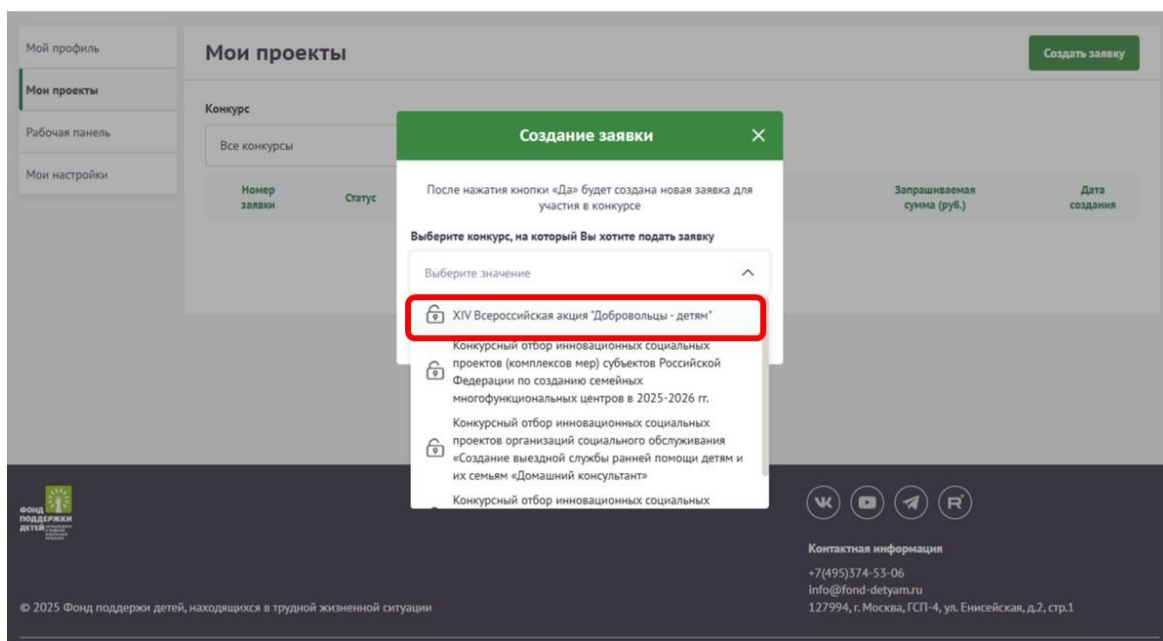 Мой профиль
Мои проекты
Рабочая панель
Мои настройки
Мои проекты
Создать заявку
Конкурс
Все конкурсы
Номер
заявки
Статус
Запрашиваемая
сумма (руб.)
Дата
создания
Создание заявки
После нажатия кнопки «Да» будет создана новая заявка для
участия в конкурсе
Выберите конкурс, на который Вы хотите подать заявку
Выберите значение
XIV Всероссийская акция "Добровольцы - детям"
Конкурсный отбор инновационных социальных
проектов (комплексов мер) субъектов Российской
Федерации по созданию семейных
многофункциональных центров в 2025-2026 гг.
Конкурсный отбор инновационных социальных
проектов организаций социального обслуживания
«Создание выездной службы ранней помощи детям и
их семьям «Домашний консультант»
Конкурсный отбор инновационных социальных
ФОНД
ПОДДЕРЖКИ
ДЕТЕЙ
© 2025 Фонд поддержи детей, находящихся в трудной жизненной ситуации
Контактная информация
+7(495)374-53-06
info@fond-detyam.ru
127994, г. Москва, ГСП-4, ул. Енисейская, д.2, стр.1